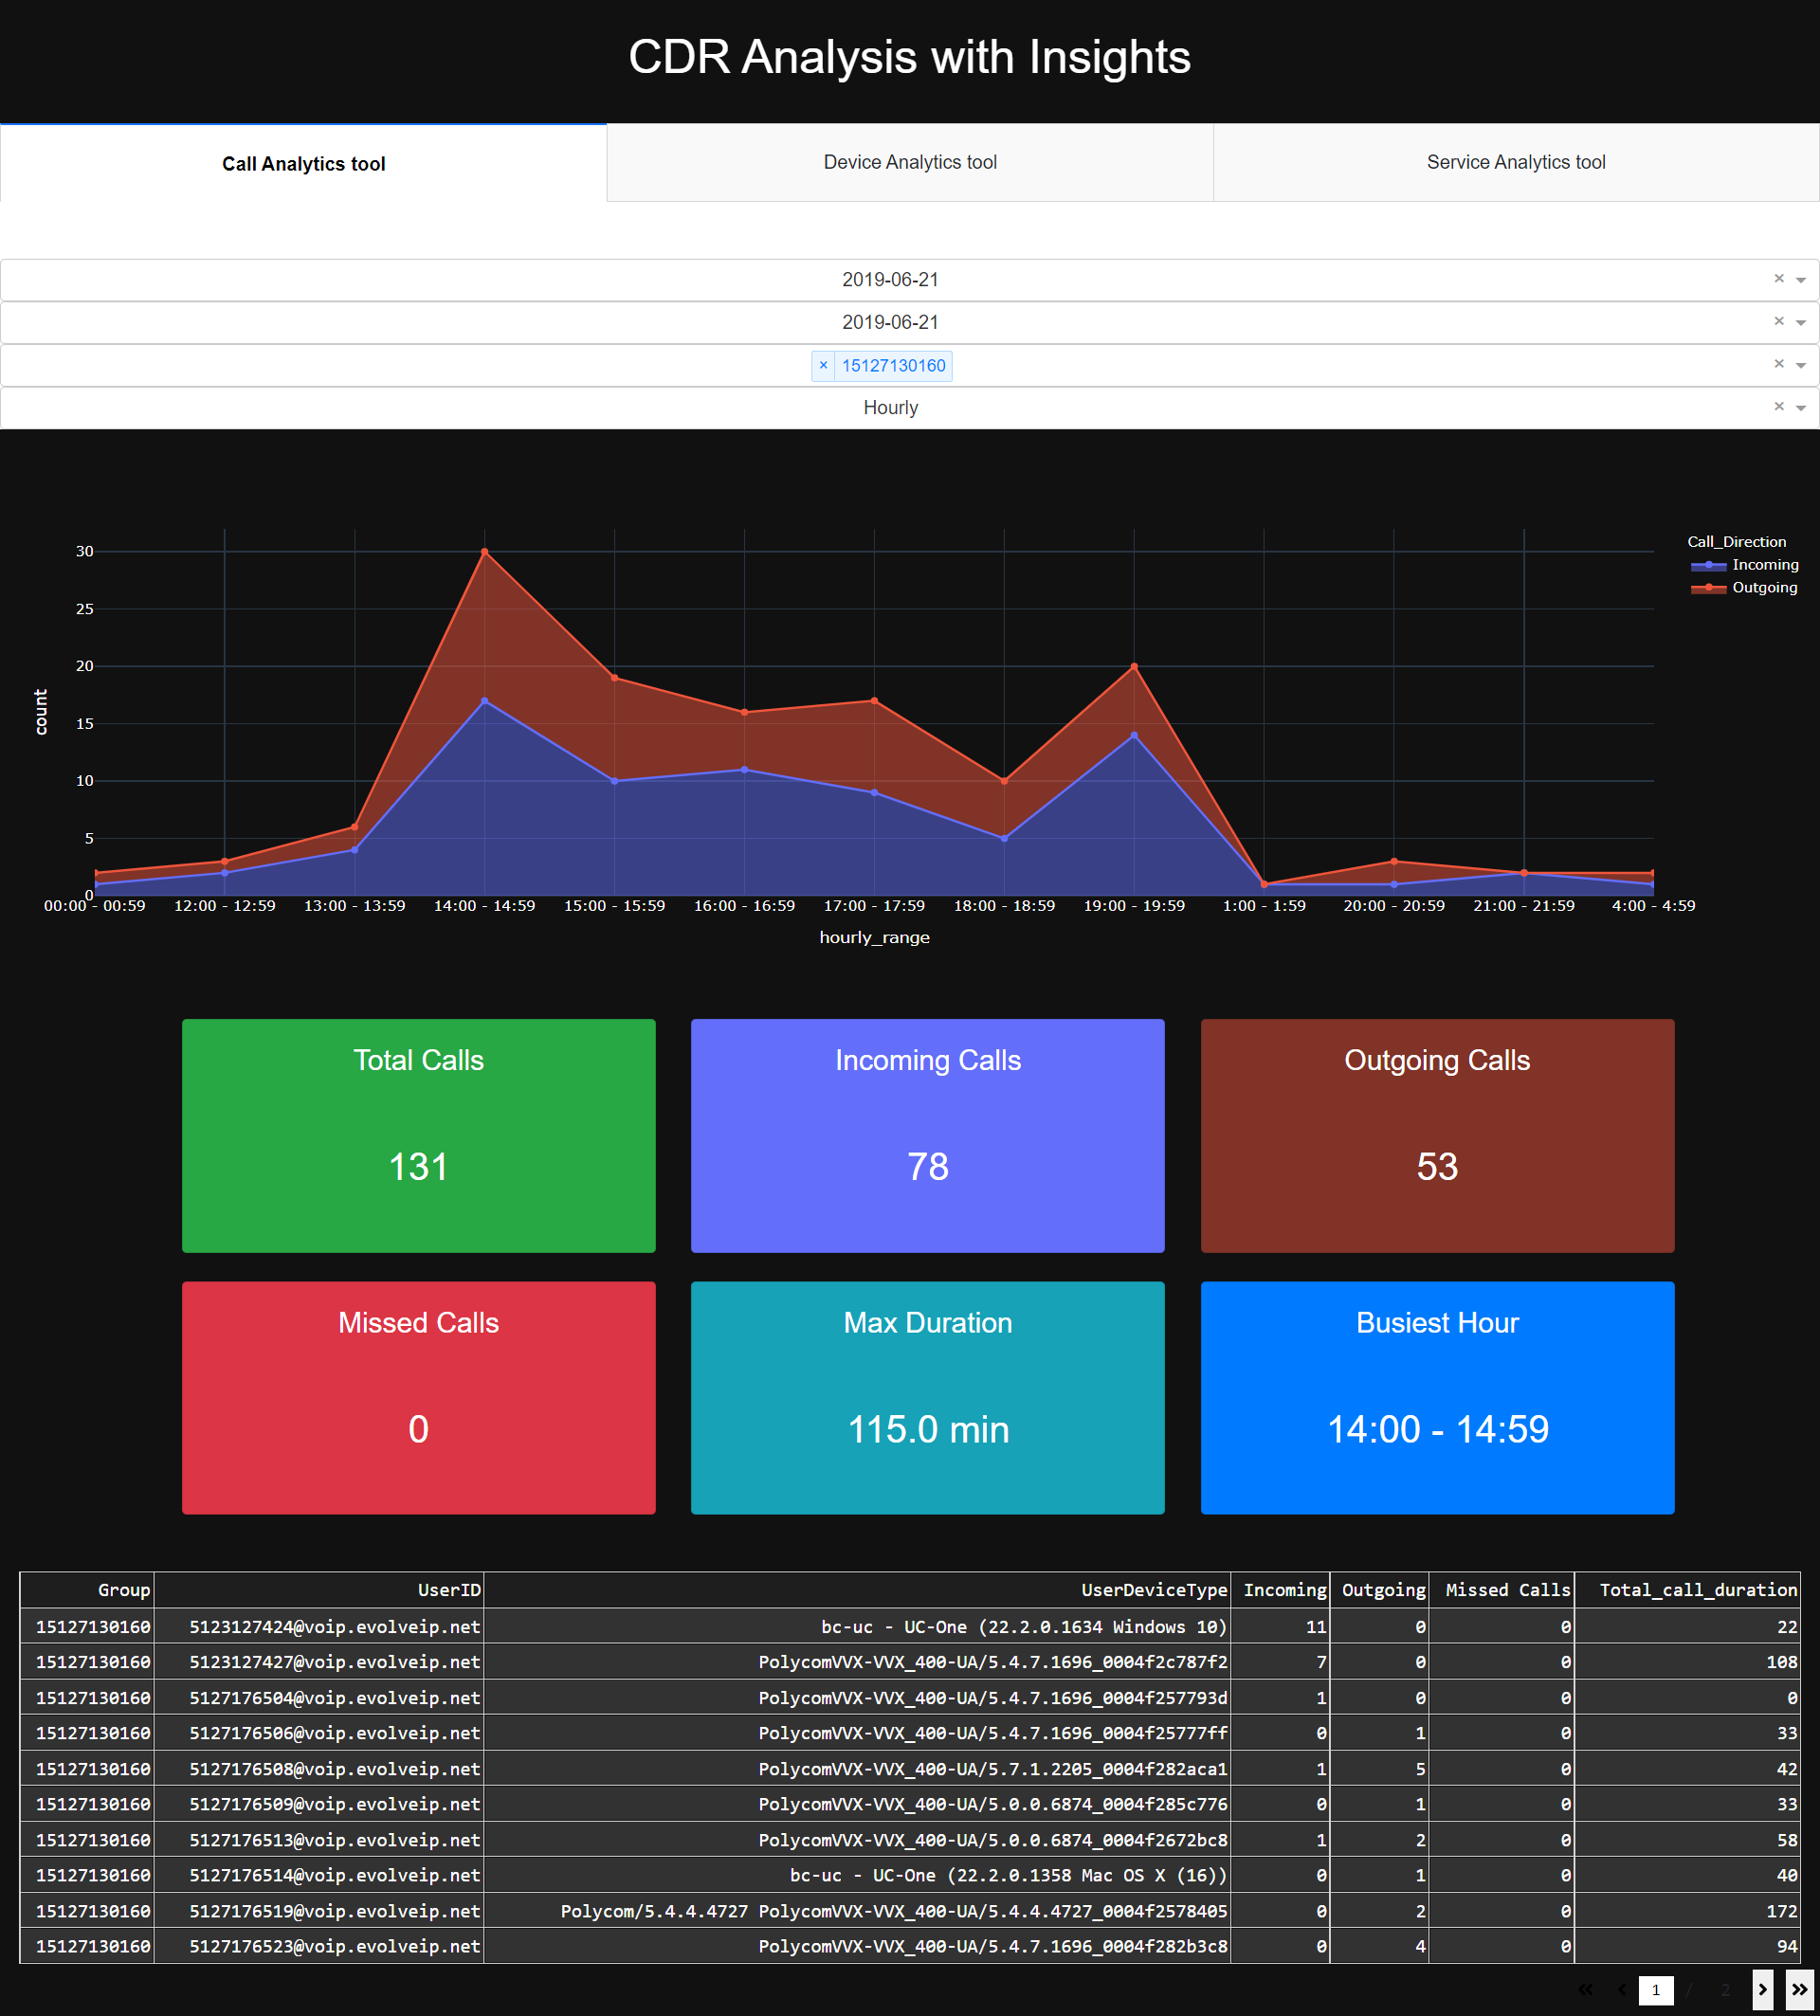 CDR Analysis with Insights
Call Analytics tool Device Analytics tool Service Analytics tool
2019-06-21 ×
2019-06-21 ×
× 15127130160 ×
Hourly ×
Call_Direction
Incoming
Outgoing
30
25
20
15
10
5
0
count
00:00 - 00:59 12:00 - 12:59 13:00 - 13:59 14:00 - 14:59 15:00 - 15:59 16:00 - 16:59 17:00 - 17:59 18:00 - 18:59 19:00 - 19:59 1:00 - 1:59 20:00 - 20:59 21:00 - 21:59 4:00 - 4:59
hourly_range
Total Calls Incoming Calls Outgoing Calls
131 78 53
Missed Calls Max Duration Busiest Hour
0 115.0 min 14:00 - 14:59
Group UserID UserDeviceType Incoming Outgoing Missed Calls Total_call_duration
15127130160 5123127424@voip.evolveip.net bc-uc - UC-One (22.2.0.1634 Windows 10) 11 0 0 22
15127130160 5123127427@voip.evolveip.net PolycomVVX-VVX_400-UA/5.4.7.1696_0004f2c787f2 7 0 0 108
15127130160 5127176504@voip.evolveip.net PolycomVVX-VVX_400-UA/5.4.7.1696_0004f257793d 1 0 0 0
15127130160 5127176506@voip.evolveip.net PolycomVVX-VVX_400-UA/5.4.7.1696_0004f25777ff 0 1 0 33
15127130160 5127176508@voip.evolveip.net PolycomVVX-VVX_400-UA/5.7.1.2205_0004f282aca1 1 5 0 42
15127130160 5127176509@voip.evolveip.net PolycomVVX-VVX_400-UA/5.0.0.6874_0004f285c776 0 1 0 33
15127130160 5127176513@voip.evolveip.net PolycomVVX-VVX_400-UA/5.0.0.6874_0004f2672bc8 1 2 0 58
15127130160 5127176514@voip.evolveip.net bc-uc - UC-One (22.2.0.1358 Mac OS X (16)) 0 1 0 40
15127130160 5127176519@voip.evolveip.net Polycom/5.4.4.4727 PolycomVVX-VVX_400-UA/5.4.4.4727_0004f2578405 0 2 0 172
15127130160 5127176523@voip.evolveip.net PolycomVVX-VVX_400-UA/5.4.7.1696_0004f282b3c8 0 4 0 94
« ‹ 1 / 2 › »